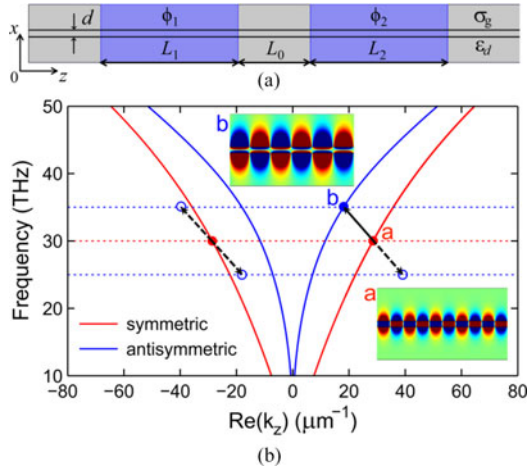 x
d
ϕ₁
ϕ₂
σg
0
z
L₁
L₀
L₂
εd
(a)
50
40
30
20
10
Frequency (THz)
b
b
a
a
symmetric
antisymmetric
−80 −60 −40 −20 0 20 40 60 80
Re(kz) (μm⁻¹)
(b)